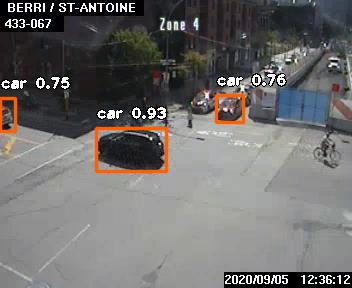 BERRI / ST-ANTOINE
433-067
Zone 4
car 0.75
car 0.76
car 0.93
2020/09/05 12:36:12